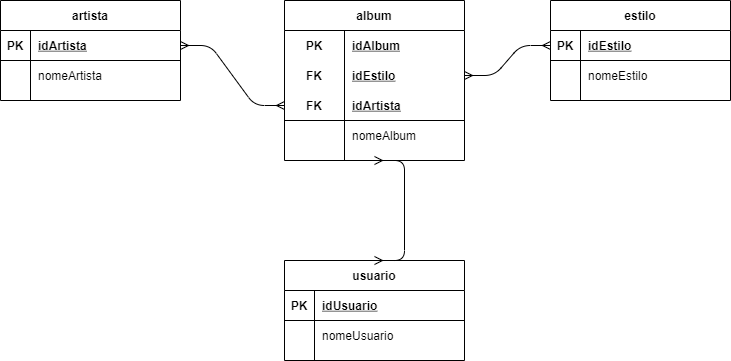 artista
PK idArtista
nomeArtista
album
PK idAlbum
FK idEstilo
FK idArtista
nomeAlbum
estilo
PK idEstilo
nomeEstilo
usuario
PK idUsuario
nomeUsuario